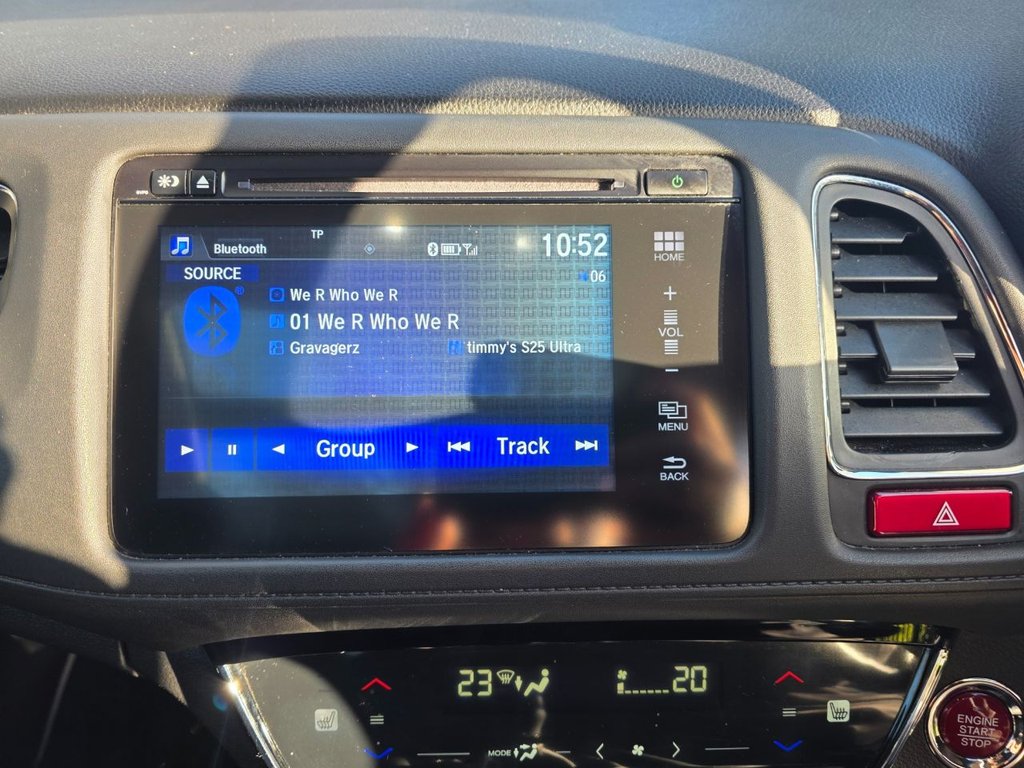 TP
Bluetooth
10:52
HOME
SOURCE
06
We R Who We R
+
01 We R Who We R
VOL
Gravagerz
timmy's S25 Ultra
−
MENU
Group
Track
BACK
23
20
MODE
ENGINE
START
STOP